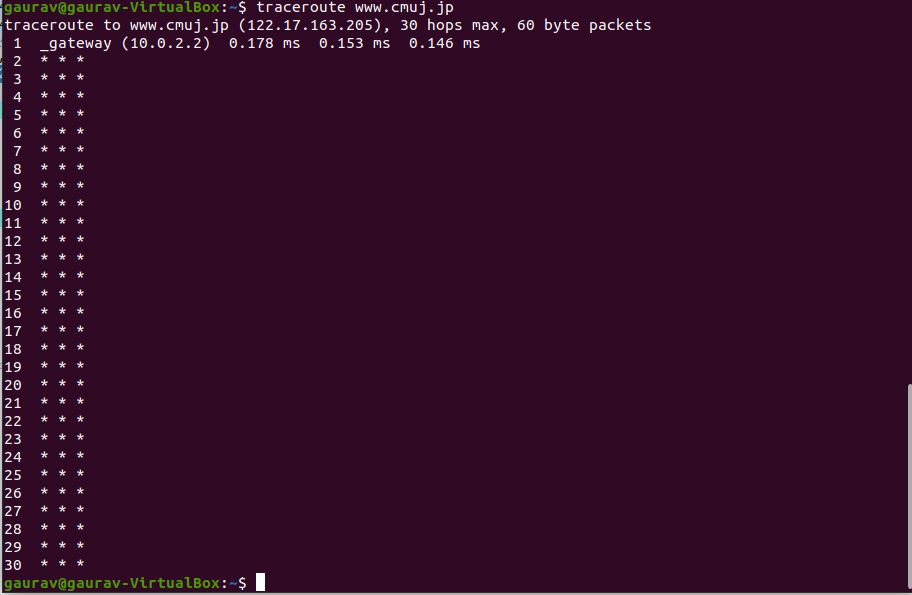 gaurav@gaurav-VirtualBox:~$ traceroute www.cmuj.jp
traceroute to www.cmuj.jp (122.17.163.205), 30 hops max, 60 byte packets
 1  _gateway (10.0.2.2)  0.178 ms  0.153 ms  0.146 ms
 2  * * *
 3  * * *
 4  * * *
 5  * * *
 6  * * *
 7  * * *
 8  * * *
 9  * * *
10  * * *
11  * * *
12  * * *
13  * * *
14  * * *
15  * * *
16  * * *
17  * * *
18  * * *
19  * * *
20  * * *
21  * * *
22  * * *
23  * * *
24  * * *
25  * * *
26  * * *
27  * * *
28  * * *
29  * * *
30  * * *
gaurav@gaurav-VirtualBox:~$